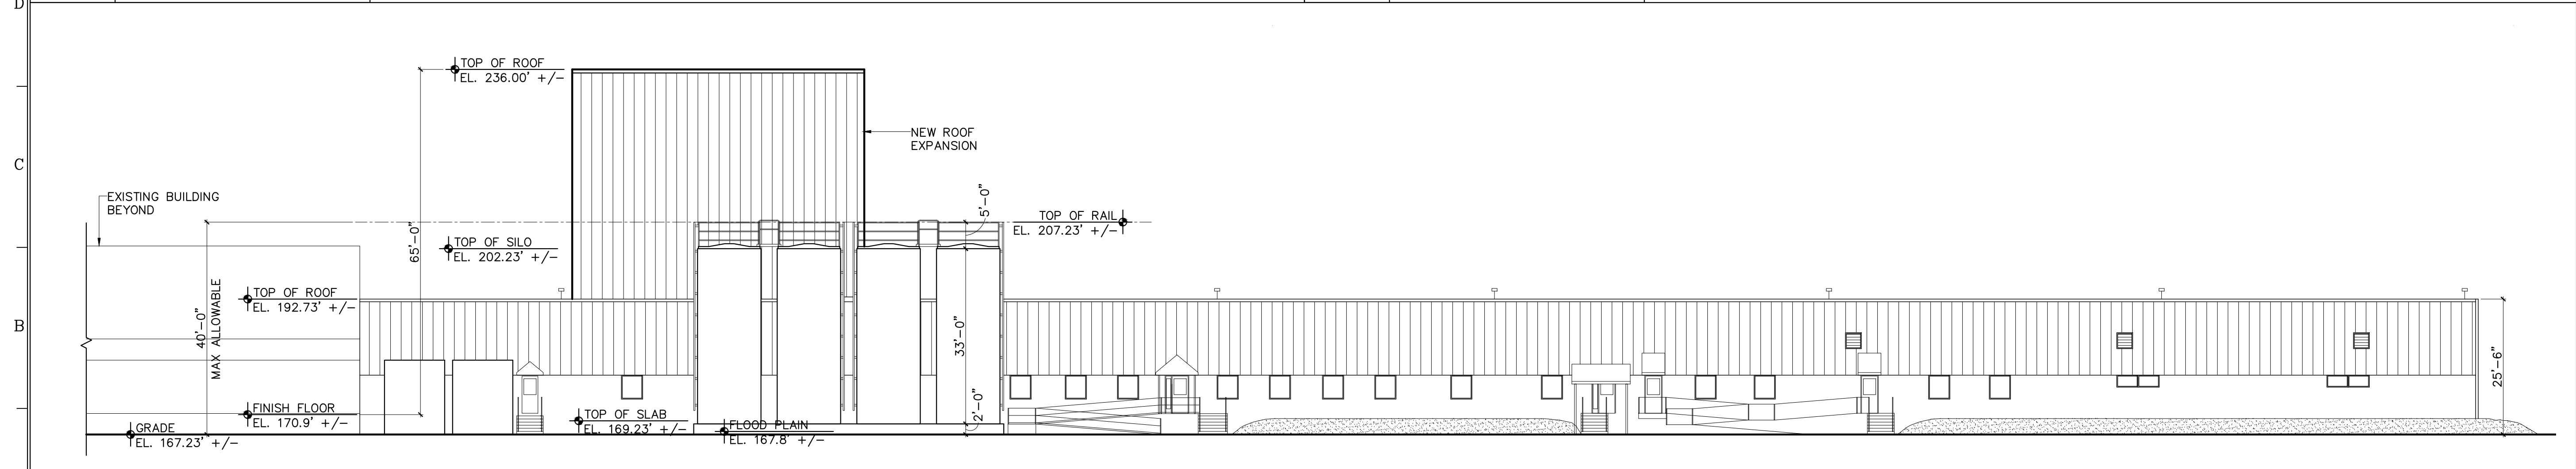 D
TOP OF ROOF
EL. 236.00' +/-
NEW ROOF
EXPANSION
C
EXISTING BUILDING
BEYOND
5'-0"
TOP OF RAIL
EL. 207.23' +/-
65'-0"
TOP OF SILO
EL. 202.23' +/-
TOP OF ROOF
EL. 192.73' +/-
B
40'-0"
MAX ALLOWABLE
33'-0"
25'-6"
FINISH FLOOR
EL. 170.9' +/-
TOP OF SLAB
EL. 169.23' +/-
2'-0"
FLOOD PLAIN
EL. 167.8' +/-
GRADE
EL. 167.23' +/-